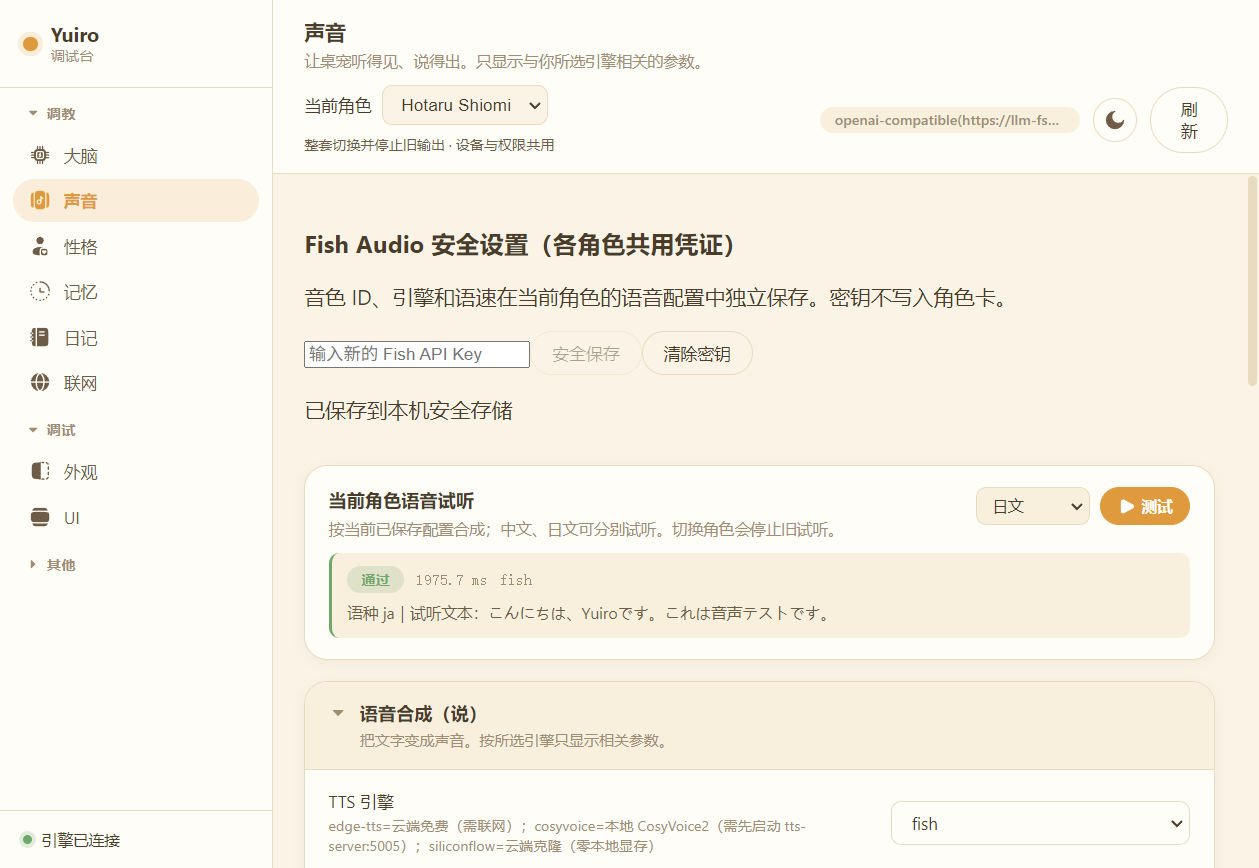 Yuiro
调试台
调教
大脑
声音
性格
记忆
日记
联网
调试
外观
UI
其他
引擎已连接
声音
让桌宠听得见、说得出。只显示与你所选引擎相关的参数。
当前角色 Hotaru Shiomi
整套切换并停止旧输出 · 设备与权限共用
openai-compatible(https://llm-fs...
刷
新
Fish Audio 安全设置（各角色共用凭证）
音色 ID、引擎和语速在当前角色的语音配置中独立保存。密钥不写入角色卡。
输入新的 Fish API Key 安全保存 清除密钥
已保存到本机安全存储
当前角色语音试听
按当前已保存配置合成；中文、日文可分别试听。切换角色会停止旧试听。
日文 测试
通过 1975.7 ms fish
语种 ja | 试听文本：こんにちは、Yuiroです。これは音声テストです。
语音合成（说）
把文字变成声音。按所选引擎只显示相关参数。
TTS 引擎
edge-tts=云端免费（需联网）；cosyvoice=本地 CosyVoice2（需先启动 tts-
server:5005）；siliconflow=云端克隆（零本地显存）
fish